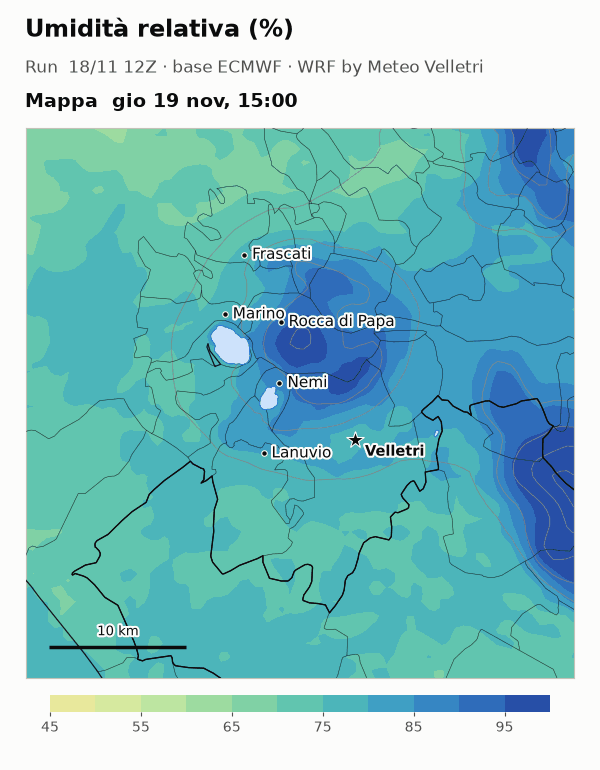 Umidità relativa (%)
Run 18/11 12Z · base ECMWF · WRF by Meteo Velletri
Mappa gio 19 nov, 15:00
Frascati
Marino
Rocca di Papa
Nemi
Velletri
Lanuvio
10 km
45 55 65 75 85 95